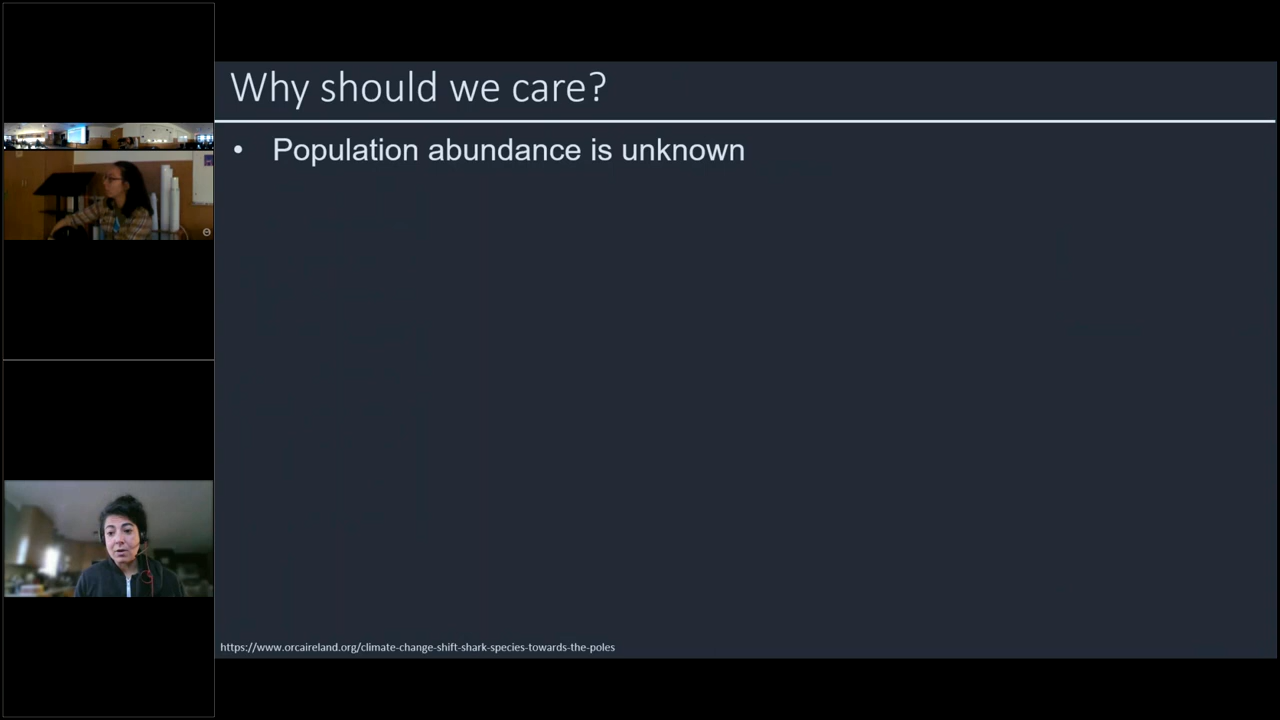 Why should we care?
• Population abundance is unknown
https://www.orcaireland.org/climate-change-shift-shark-species-towards-the-poles